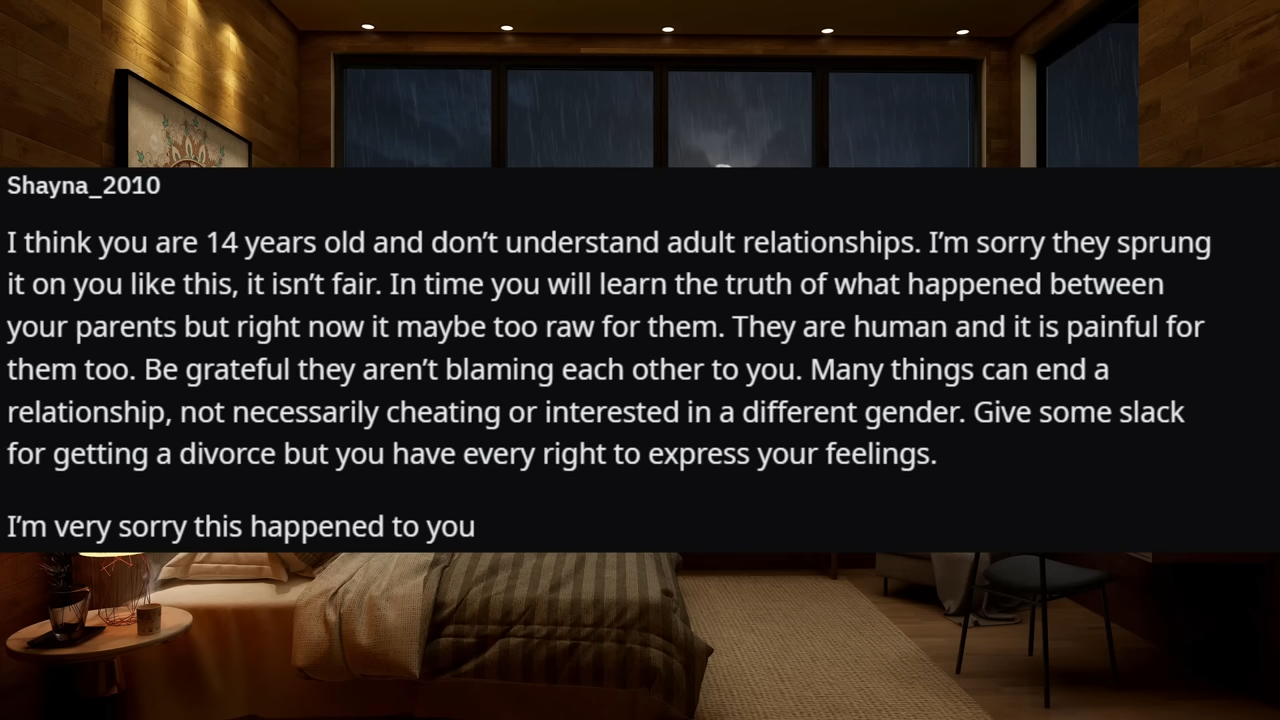 Shayna_2010
I think you are 14 years old and don’t understand adult relationships. I’m sorry they sprung
it on you like this, it isn’t fair. In time you will learn the truth of what happened between
your parents but right now it maybe too raw for them. They are human and it is painful for
them too. Be grateful they aren’t blaming each other to you. Many things can end a
relationship, not necessarily cheating or interested in a different gender. Give some slack
for getting a divorce but you have every right to express your feelings.
I’m very sorry this happened to you